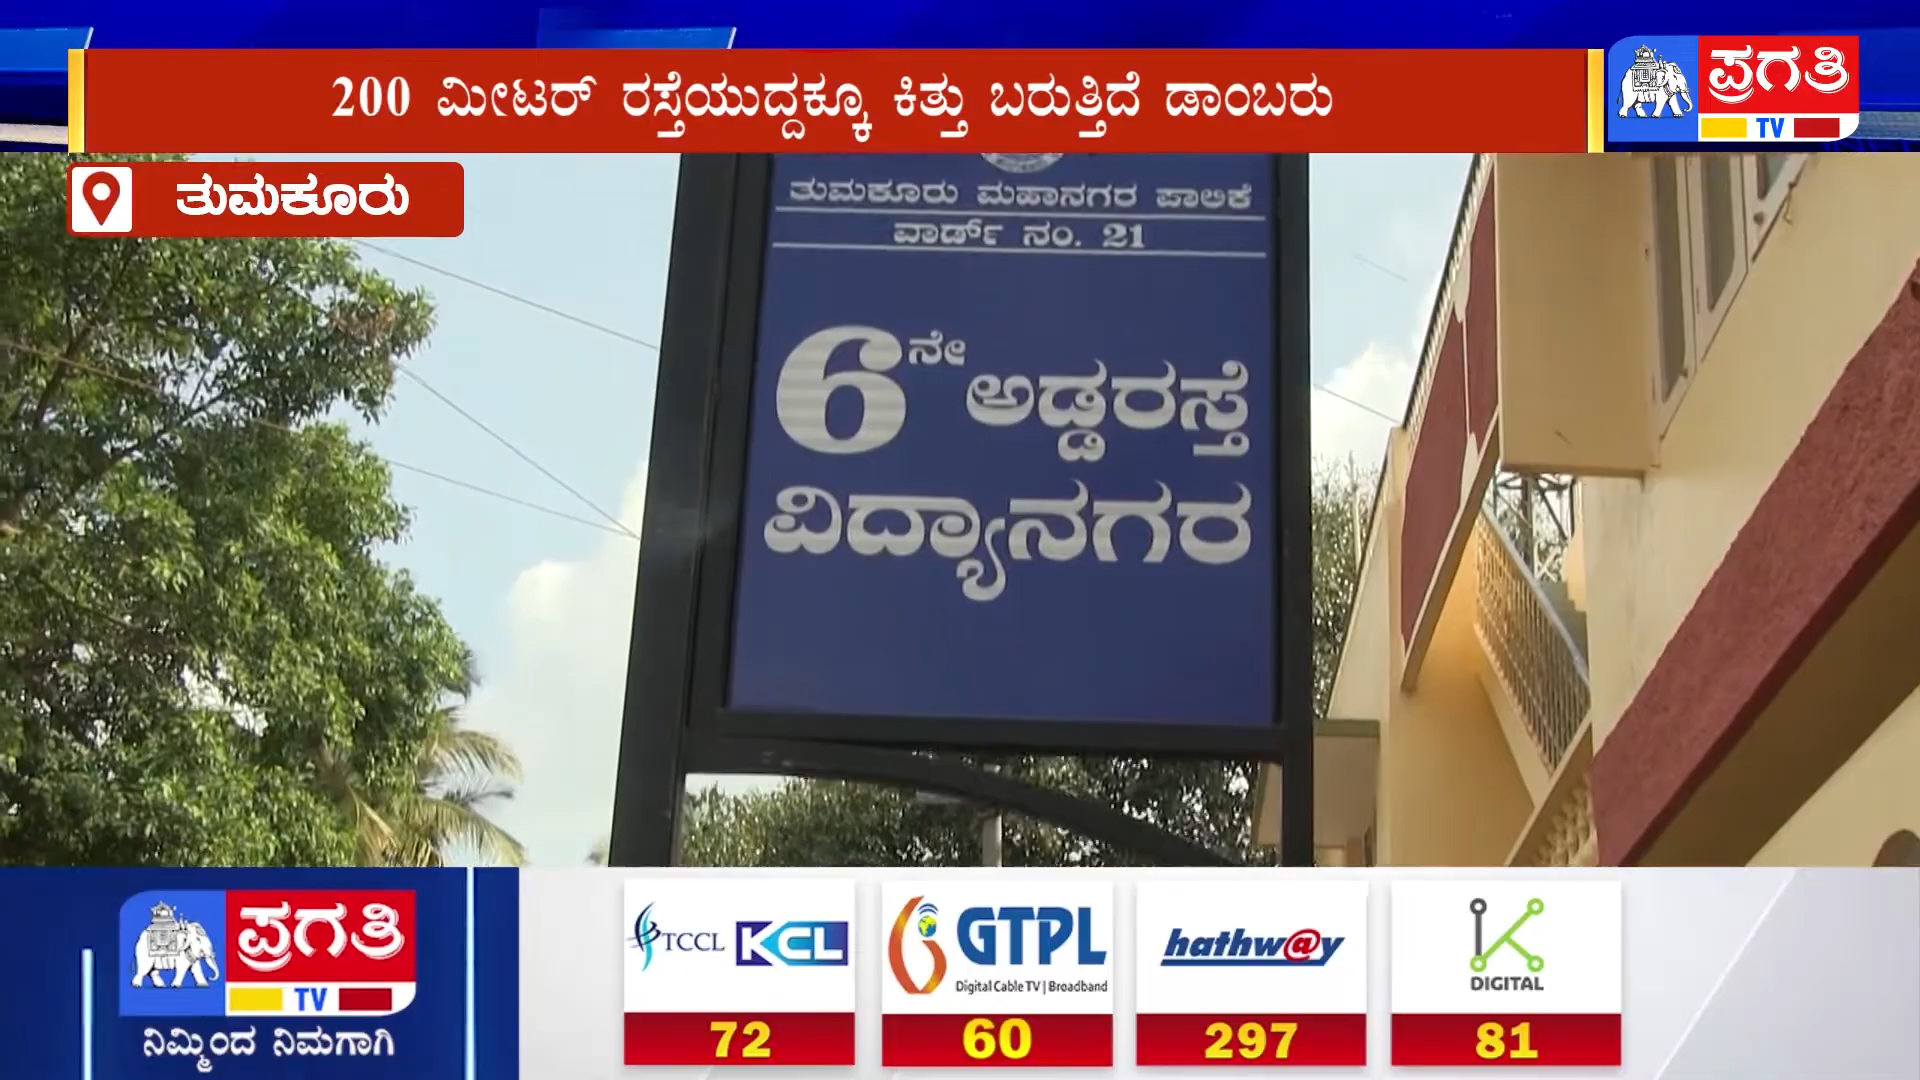 200 ಮೀಟರ್ ರಸ್ತೆಯುದ್ದಕ್ಕೂ ಕಿತ್ತು ಬರುತ್ತಿದೆ ಡಾಂಬರು
ಪ್ರಗತಿ
TV
ತುಮಕೂರು
ತುಮಕೂರು ಮಹಾನಗರ ಪಾಲಿಕೆ
ವಾರ್ಡ್ ನಂ. 21
6ನೇ ಅಡ್ಡರಸ್ತೆ
ವಿದ್ಯಾನಗರ
ಪ್ರಗತಿ
TV
ನಿಮ್ಮಿಂದ ನಿಮಗಾಗಿ
TCCL KCL
72
GTPL
Digital Cable TV | Broadband
60
hathw@y
297
K
DIGITAL
81